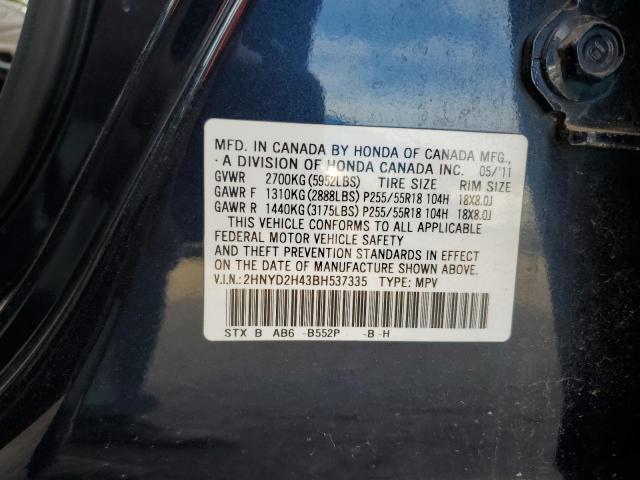 MFD. IN CANADA BY HONDA OF CANADA MFG.,
A DIVISION OF HONDA CANADA INC. 05/'11
GVWR 2700KG(5952LBS) TIRE SIZE RIM SIZE
GAWR F 1310KG(2888LBS) P255/55R18 104H 18X8.0J
GAWR R 1440KG(3175LBS) P255/55R18 104H 18X8.0J
THIS VEHICLE CONFORMS TO ALL APPLICABLE
FEDERAL MOTOR VEHICLE SAFETY
AND THEFT PREVENTION STANDARDS IN EFFECT
ON THE DATE OF MANUFACTURE SHOWN ABOVE.
V.I.N.: 2HNYD2H43BH537335 TYPE: MPV
STX B AB6 -B552P -B -H